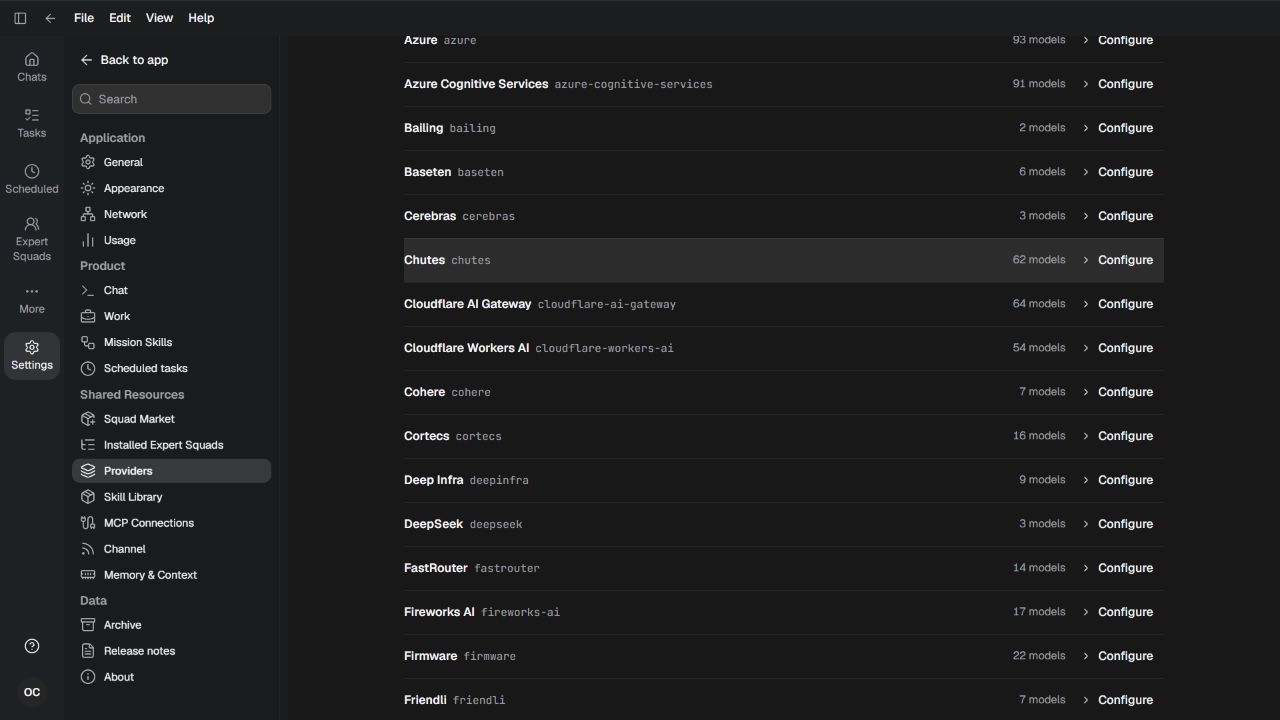 File Edit View Help
Chats
Tasks
Scheduled
Expert
Squads
More
Settings
OC
Back to app
Search
Application
General
Appearance
Network
Usage
Product
Chat
Work
Mission Skills
Scheduled tasks
Shared Resources
Squad Market
Installed Expert Squads
Providers
Skill Library
MCP Connections
Channel
Memory & Context
Data
Archive
Release notes
About
Azure azure 93 models Configure
Azure Cognitive Services azure-cognitive-services 91 models Configure
Bailing bailing 2 models Configure
Baseten baseten 6 models Configure
Cerebras cerebras 3 models Configure
Chutes chutes 62 models Configure
Cloudflare AI Gateway cloudflare-ai-gateway 64 models Configure
Cloudflare Workers AI cloudflare-workers-ai 54 models Configure
Cohere cohere 7 models Configure
Cortecs cortecs 16 models Configure
Deep Infra deepinfra 9 models Configure
DeepSeek deepseek 3 models Configure
FastRouter fastrouter 14 models Configure
Fireworks AI fireworks-ai 17 models Configure
Firmware firmware 22 models Configure
Friendli friendli 7 models Configure